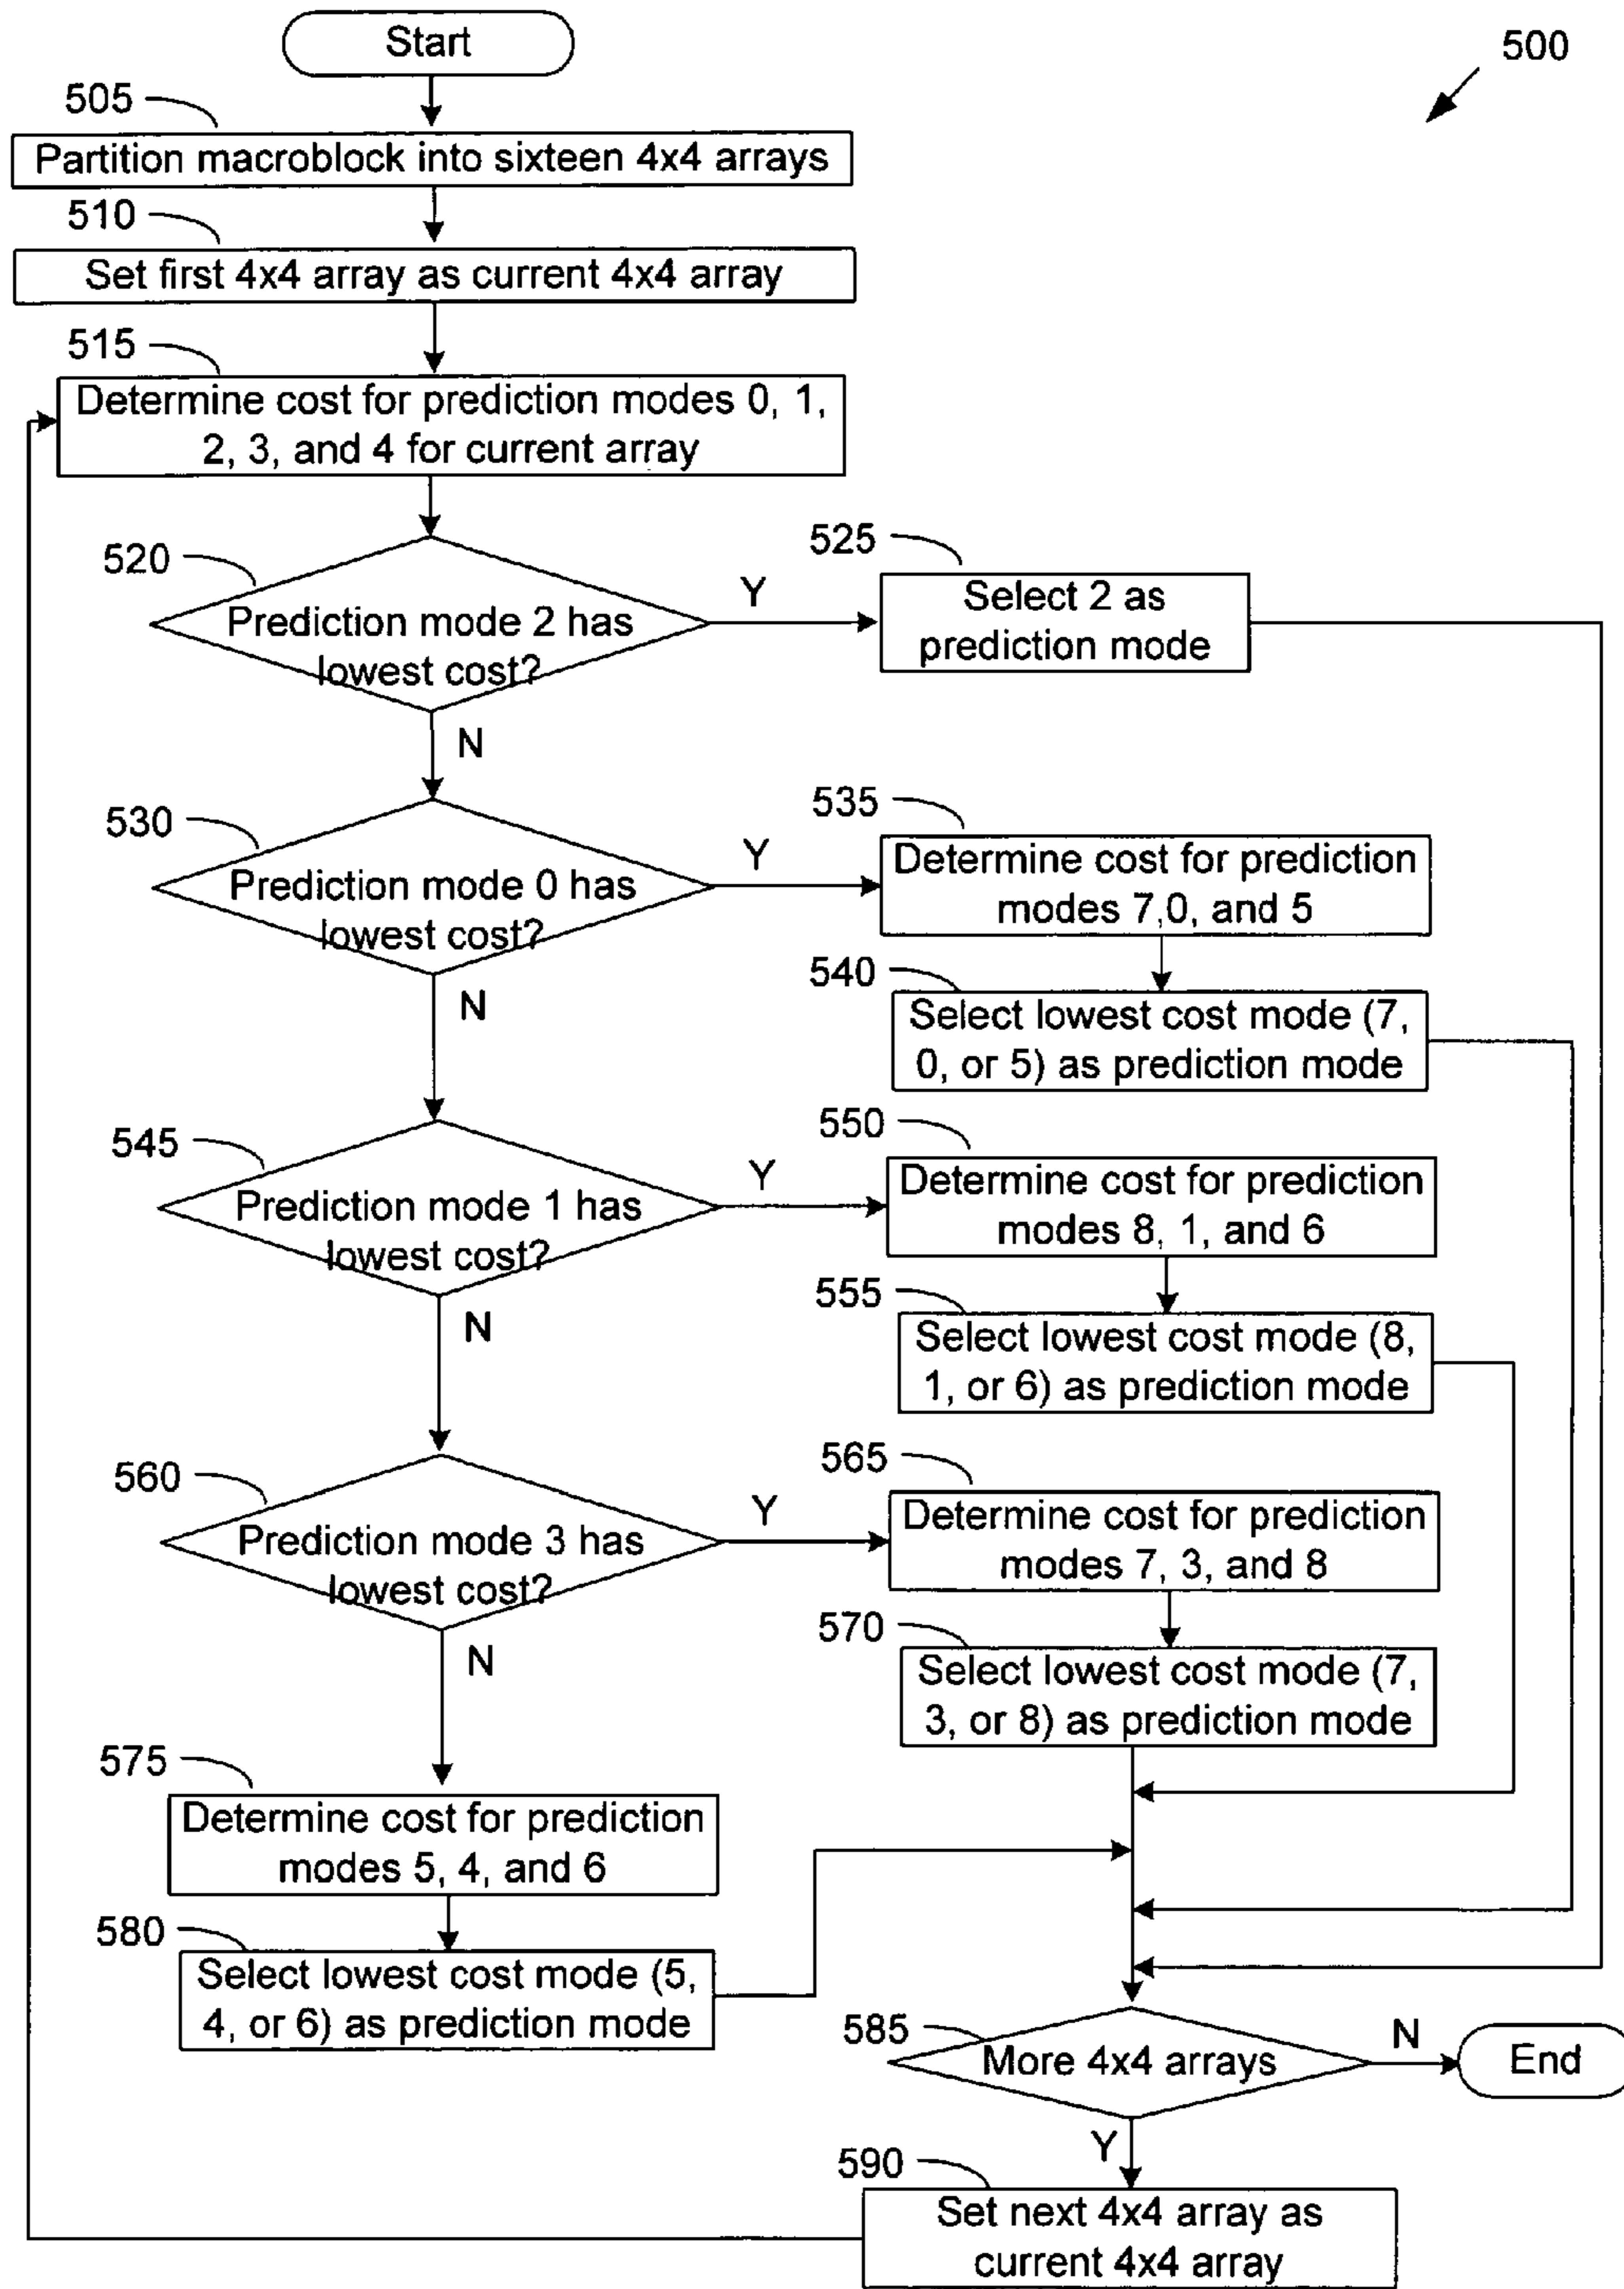 Start
500
505
Partition macroblock into sixteen 4x4 arrays
510
Set first 4x4 array as current 4x4 array
515
Determine cost for prediction modes 0, 1,
2, 3, and 4 for current array
520
Prediction mode 2 has
lowest cost?
Y
525
Select 2 as
prediction mode
N
530
Prediction mode 0 has
lowest cost?
Y
535
Determine cost for prediction
modes 7,0, and 5
540
Select lowest cost mode (7,
0, or 5) as prediction mode
N
545
Prediction mode 1 has
lowest cost?
Y
550
Determine cost for prediction
modes 8, 1, and 6
555
Select lowest cost mode (8,
1, or 6) as prediction mode
N
560
Prediction mode 3 has
lowest cost?
Y
565
Determine cost for prediction
modes 7, 3, and 8
570
Select lowest cost mode (7,
3, or 8) as prediction mode
N
575
Determine cost for prediction
modes 5, 4, and 6
580
Select lowest cost mode (5,
4, or 6) as prediction mode
585
More 4x4 arrays
N
End
Y
590
Set next 4x4 array as
current 4x4 array